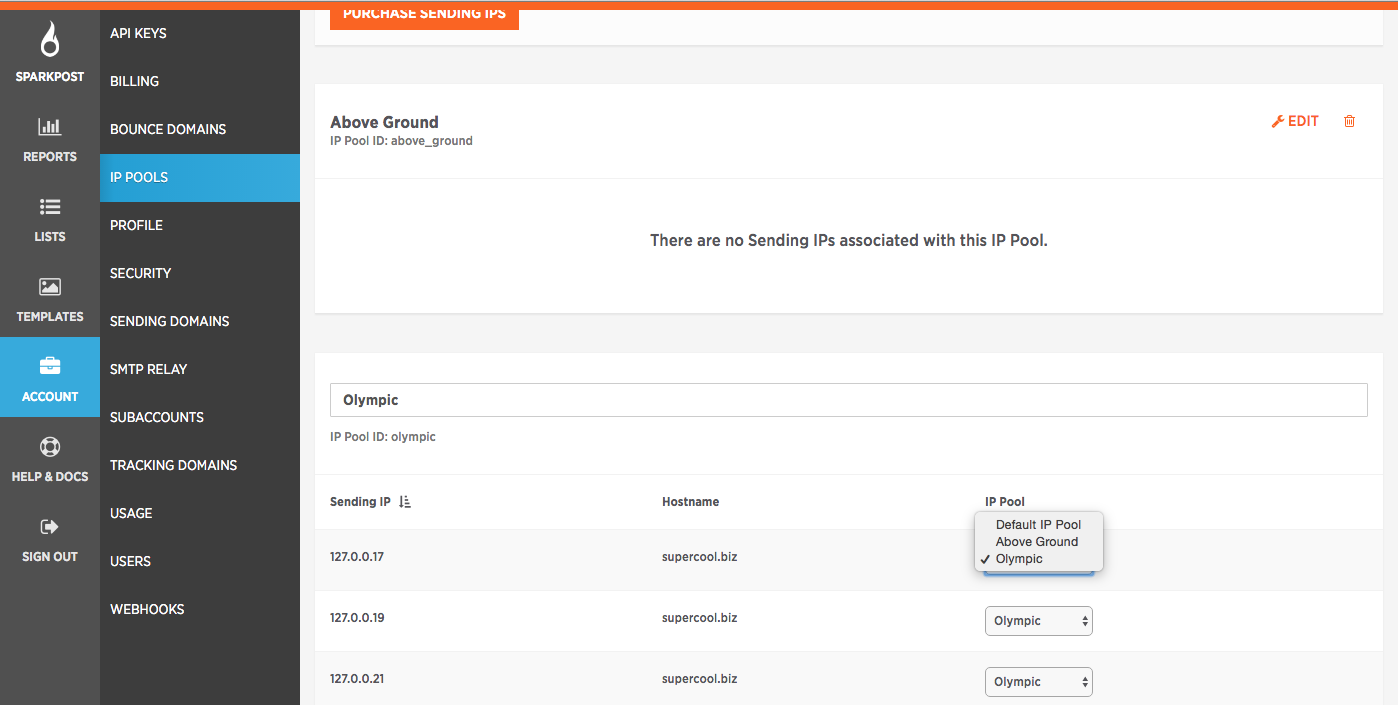 PURCHASE SENDING IPS
SPARKPOST
REPORTS
LISTS
TEMPLATES
ACCOUNT
HELP & DOCS
SIGN OUT
API KEYS
BILLING
BOUNCE DOMAINS
IP POOLS
PROFILE
SECURITY
SENDING DOMAINS
SMTP RELAY
SUBACCOUNTS
TRACKING DOMAINS
USAGE
USERS
WEBHOOKS
Above Ground
IP Pool ID: above_ground
EDIT
There are no Sending IPs associated with this IP Pool.
Olympic
IP Pool ID: olympic
Sending IP Hostname IP Pool
Default IP Pool
Above Ground
Olympic
127.0.0.17 supercool.biz
127.0.0.19 supercool.biz Olympic
127.0.0.21 supercool.biz Olympic